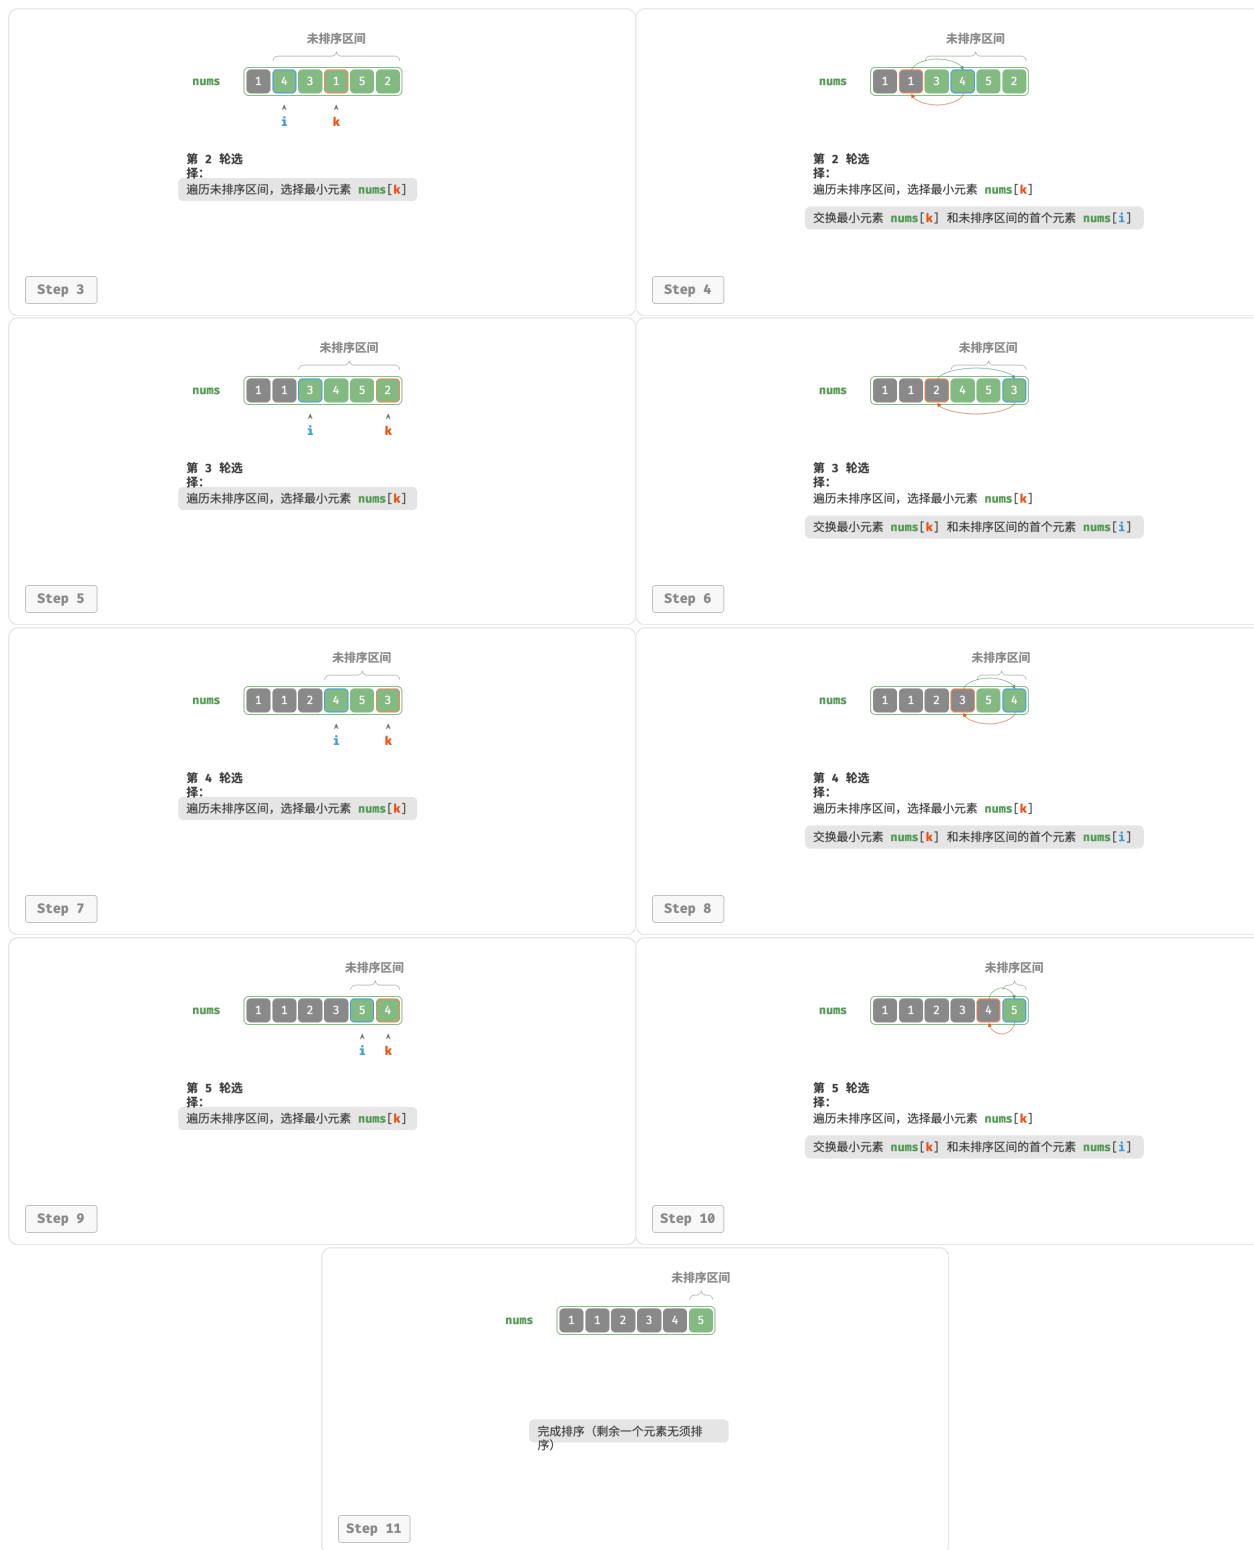 未排序区间
nums 1 4 3 1 5 2
i k
第 2 轮选
择：
遍历未排序区间，选择最小元素 nums[k]
Step 3
未排序区间
nums 1 1 3 4 5 2
第 2 轮选
择：
遍历未排序区间，选择最小元素 nums[k]
交换最小元素 nums[k] 和未排序区间的首个元素 nums[i]
Step 4
未排序区间
nums 1 1 3 4 5 2
i k
第 3 轮选
择：
遍历未排序区间，选择最小元素 nums[k]
Step 5
未排序区间
nums 1 1 2 4 5 3
第 3 轮选
择：
遍历未排序区间，选择最小元素 nums[k]
交换最小元素 nums[k] 和未排序区间的首个元素 nums[i]
Step 6
未排序区间
nums 1 1 2 4 5 3
i k
第 4 轮选
择：
遍历未排序区间，选择最小元素 nums[k]
Step 7
未排序区间
nums 1 1 2 3 5 4
第 4 轮选
择：
遍历未排序区间，选择最小元素 nums[k]
交换最小元素 nums[k] 和未排序区间的首个元素 nums[i]
Step 8
未排序区间
nums 1 1 2 3 5 4
i k
第 5 轮选
择：
遍历未排序区间，选择最小元素 nums[k]
Step 9
未排序区间
nums 1 1 2 3 4 5
第 5 轮选
择：
遍历未排序区间，选择最小元素 nums[k]
交换最小元素 nums[k] 和未排序区间的首个元素 nums[i]
Step 10
未排序区间
nums 1 1 2 3 4 5
完成排序（剩余一个元素无须排
序）
Step 11